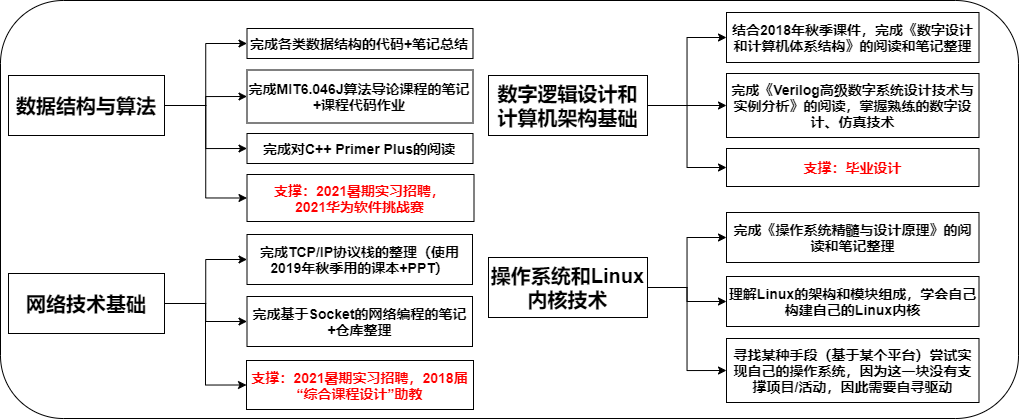 数据结构与算法
完成各类数据结构的代码+笔记总结
完成MIT6.046J算法导论课程的笔记
+课程代码作业
完成对C++ Primer Plus的阅读
支撑：2021暑期实习招聘，
2021华为软件挑战赛
网络技术基础
完成TCP/IP协议栈的整理（使用
2019年秋季用的课本+PPT）
完成基于Socket的网络编程的笔记
+仓库整理
支撑：2021暑期实习招聘，2018届
“综合课程设计”助教
数字逻辑设计和
计算机架构基础
结合2018年秋季课件，完成《数字设计
和计算机体系结构》的阅读和笔记整理
完成《Verilog高级数字系统设计技术与
实例分析》的阅读，掌握熟练的数字设
计、仿真技术
支撑：毕业设计
操作系统和Linux
内核技术
完成《操作系统精髓与设计原理》的阅
读和笔记整理
理解Linux的架构和模块组成，学会自己
构建自己的Linux内核
寻找某种手段（基于某个平台）尝试实
现自己的操作系统，因为这一块没有支
撑项目/活动，因此需要自寻驱动